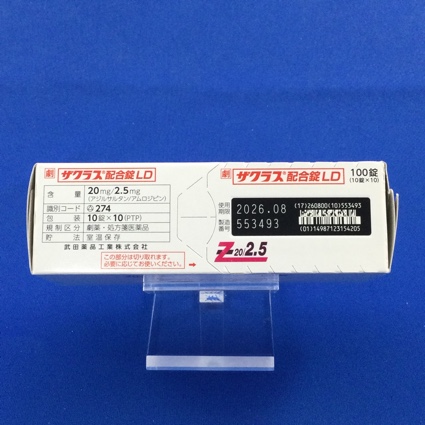 劇 ザクラス配合錠LD
含量 20mg/2.5mg
(アジルサルタン/アムロジピン)
識別コード 274
包装 10錠×10(PTP)
規制区分 劇薬・処方箋医薬品
貯法 室温保存
武田薬品工業株式会社
この部分は切り取れます。
必要に応じてお使いください。
劇 ザクラス配合錠LD
100錠
(10錠×10)
使用期限 2026.08
製造番号 553493
(17)260800(10)553493
(01)14987123154205
Z20/2.5